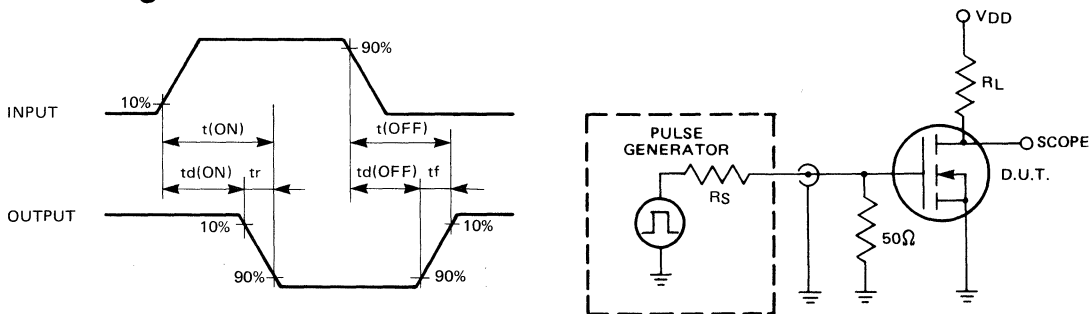 90%
10%
INPUT
t(ON)
t(OFF)
td(ON)
tr
td(OFF)
tf
OUTPUT
10%
10%
90%
90%
VDD
RL
SCOPE
D.U.T.
PULSE
GENERATOR
RS
50Ω